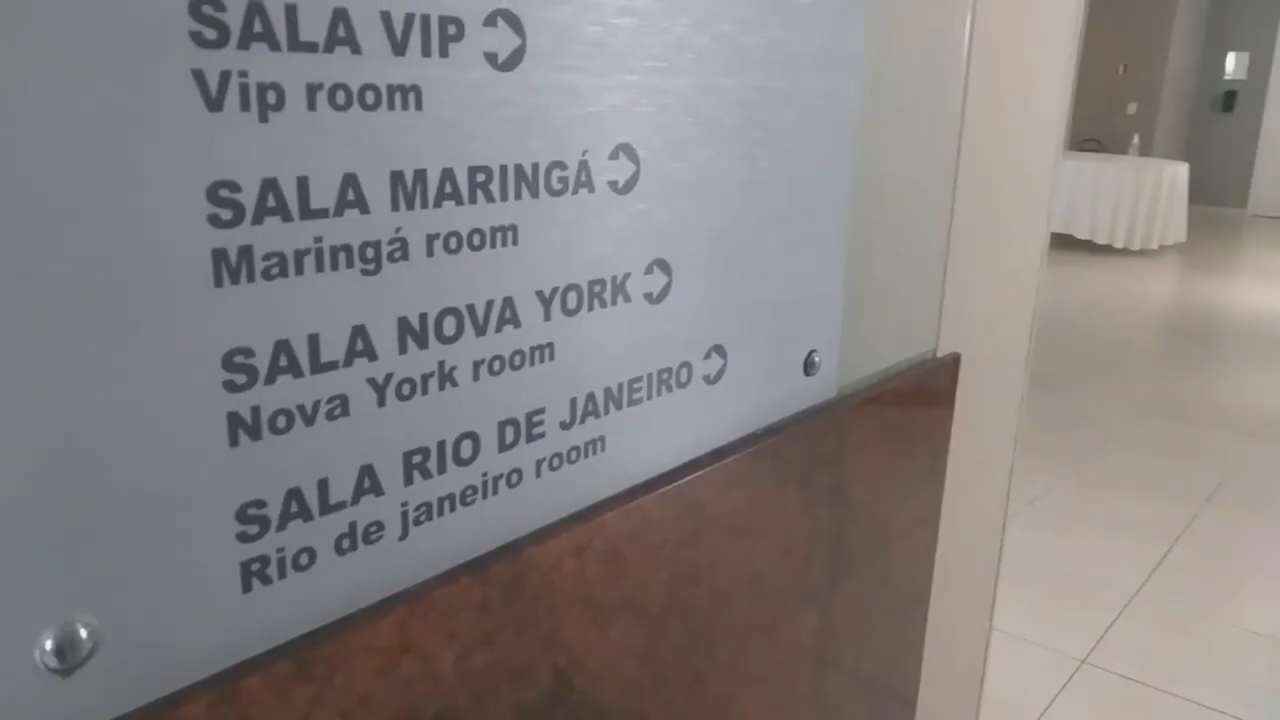 SALA VIP
Vip room
SALA MARINGÁ
Maringá room
SALA NOVA YORK
Nova York room
SALA RIO DE JANEIRO
Rio de janeiro room